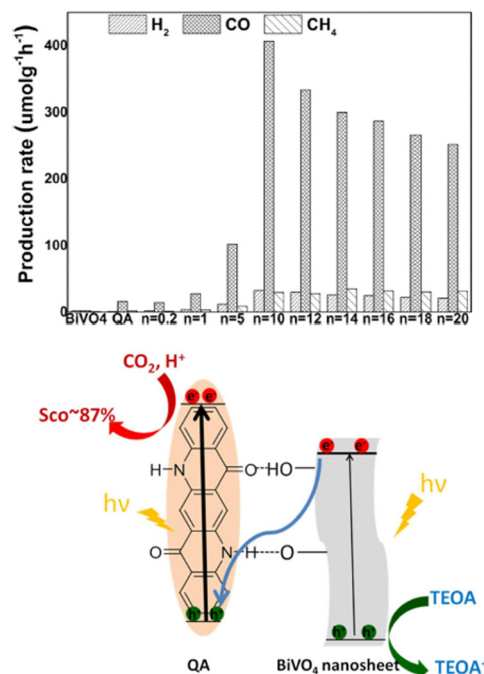 H₂ CO CH₄
Production rate (umolg⁻¹h⁻¹)
400
300
200
100
0
BiVO4 QA n=0.2 n=1 n=5 n=10 n=12 n=14 n=16 n=18 n=20
CO₂, H⁺
e⁻ e⁻
Sco~87%
e⁻ e⁻
H-N O---HO
hν
hν
O N-H-----O
h⁺ h⁺
h⁺ h⁺
TEOA
QA
BiVO₄ nanosheet
TEOA⁺